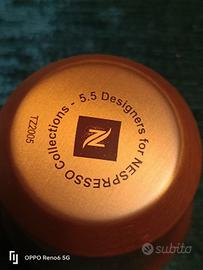 5.5 Designers for NESPRESSO Collections -
TZ2005
N
OPPO Reno6 5G
subito